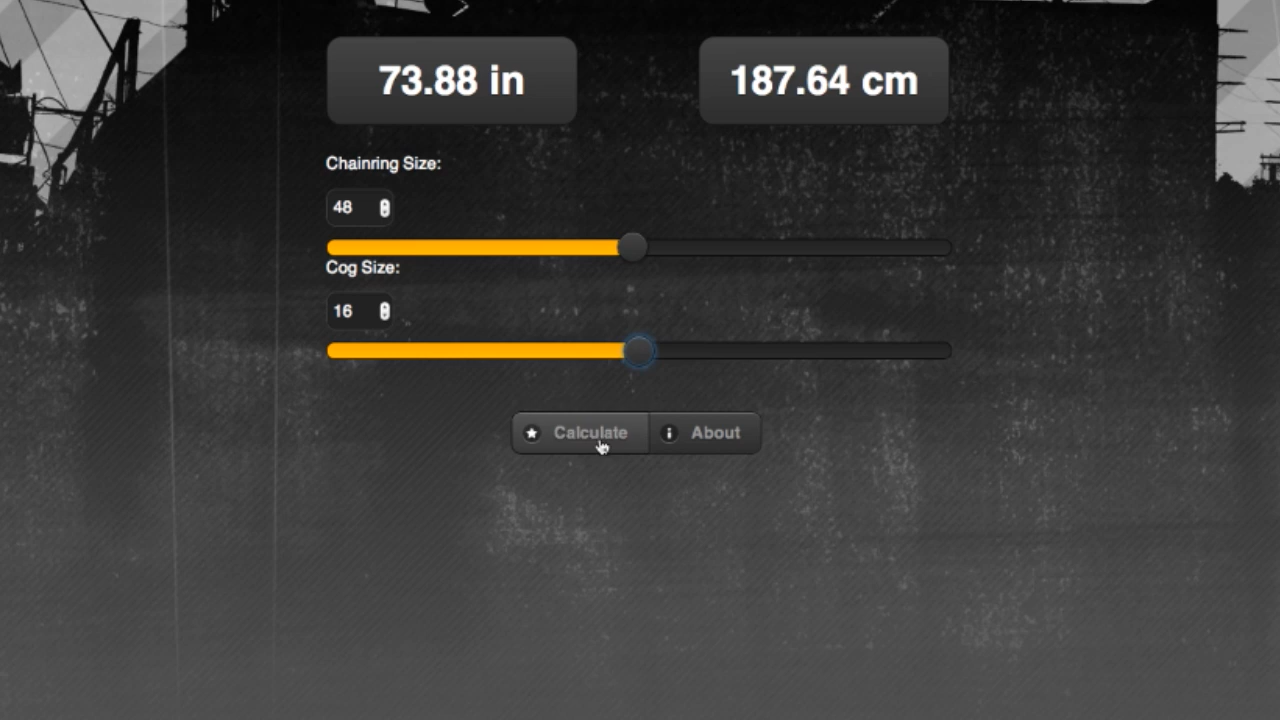 73.88 in
187.64 cm
Chainring Size:
48
Cog Size:
16
Calculate
About